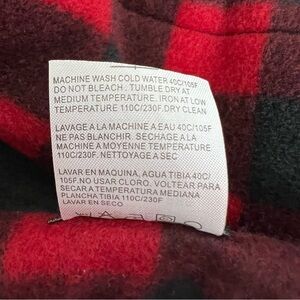 MACHINE WASH COLD WATER 40C/105F
DO NOT BLEACH : TUMBLE DRY AT
MEDIUM TEMPERATURE. IRON AT LOW
TEMPERATURE 110C/230F.DRY CLEAN
LAVAGE A LA MACHINE A EAU 40C/105F
NE PAS BLANCHIR. SECHAGE A LA
MACHINE A MOYENNE TEMPERATURE.
110C/230F. NETTOYAGE A SEC
LAVAR EN MAQUINA, AGUA TIBIA 40C/
105F.NO USAR CLORO. VOLTEAR PARA
SECAR A TEMPERATURA MEDIANA
PLANCHA TIBIA 110C/230F
LAVAR EN SECO